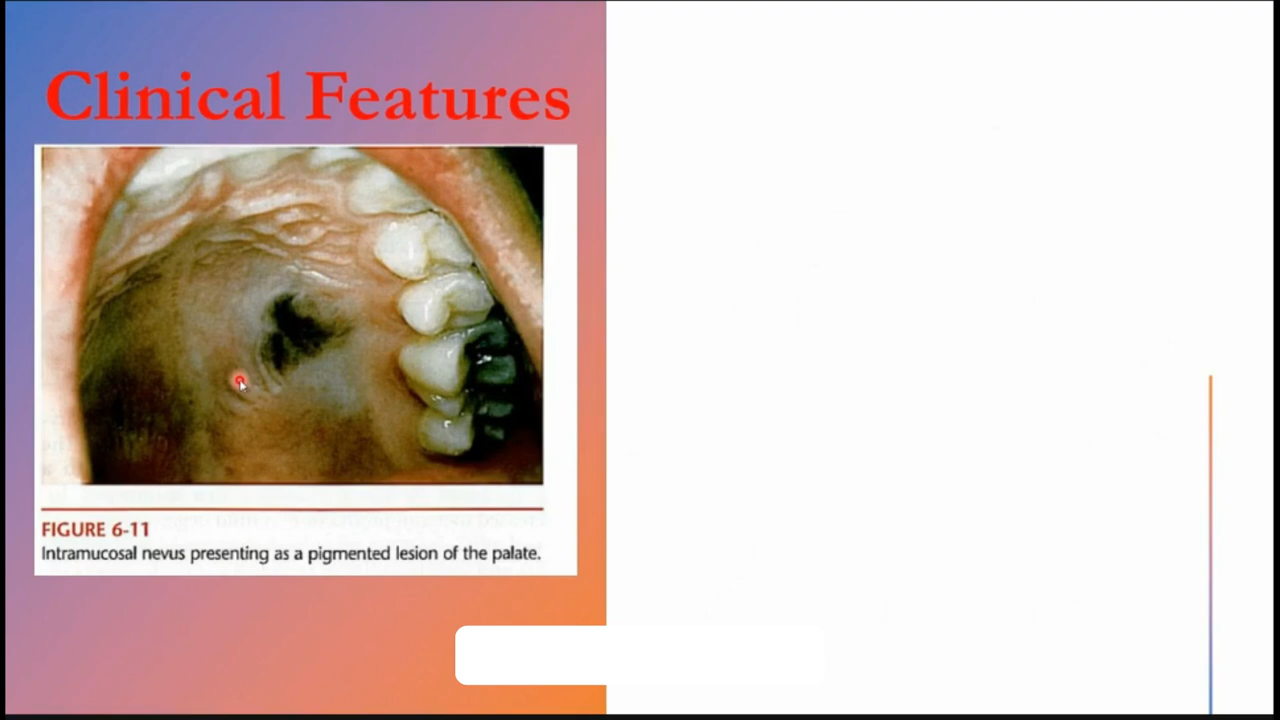 Clinical Features
FIGURE 6-11
Intramucosal nevus presenting as a pigmented lesion of the palate.